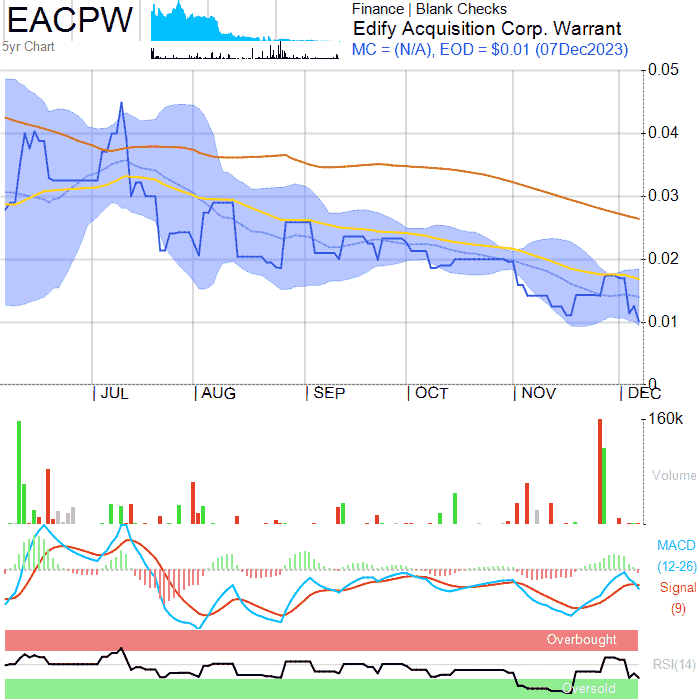 EACPW
5yr Chart
Finance | Blank Checks
Edify Acquisition Corp. Warrant
MC = (N/A), EOD = $0.01 (07Dec2023)
0.05
0.04
0.03
0.02
0.01
0
JUL AUG SEP OCT NOV DEC
160k
Volume
MACD
(12-26)
Signal
(9)
Overbought
RSI(14)
Oversold